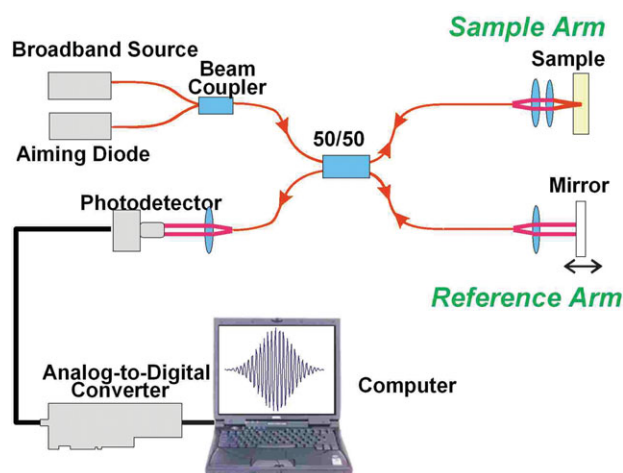 Sample Arm
Broadband Source
Sample
Beam
Coupler
50/50
Aiming Diode
Photodetector
Mirror
Reference Arm
Analog-to-Digital
Converter
Computer